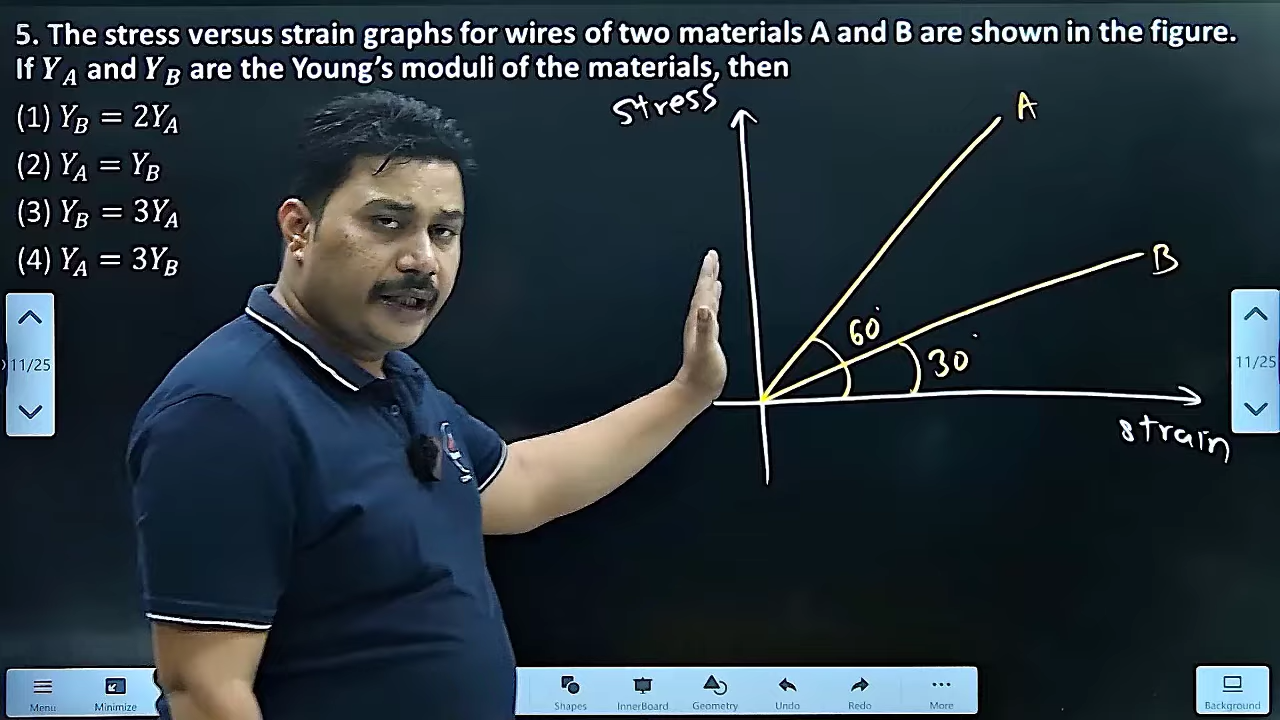 5. The stress versus strain graphs for wires of two materials A and B are shown in the figure.
If Y_A and Y_B are the Young's moduli of the materials, then
(1) Y_B = 2Y_A
(2) Y_A = Y_B
(3) Y_B = 3Y_A
(4) Y_A = 3Y_B
Stress
A
B
60°
30°
strain
11/25
11/25
Menu
Minimize
Shapes
InnerBoard
Geometry
Undo
Redo
More
Background